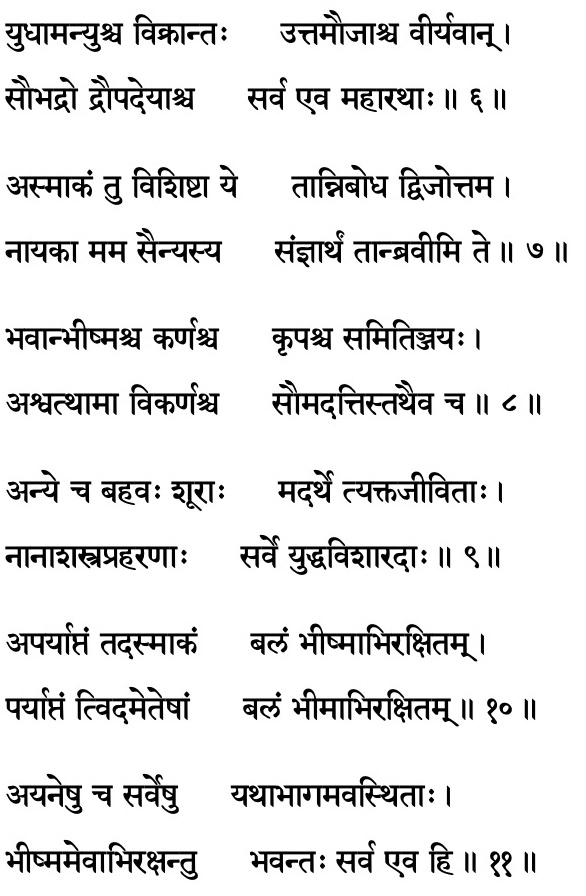 युधामन्युश्च विक्रान्तः उत्तमौजाश्च वीर्यवान् ।
सौभद्रो द्रौपदेयाश्च सर्व एव महारथाः ॥ ६ ॥
अस्माकं तु विशिष्टा ये तान्निबोध द्विजोत्तम ।
नायका मम सैन्यस्य संज्ञार्थं तान्ब्रवीमि ते ॥ ७ ॥
भवान्भीष्मश्च कर्णश्च कृपश्च समितिञ्जयः ।
अश्वत्थामा विकर्णश्च सौमदत्तिस्तथैव च ॥ ८ ॥
अन्ये च बहवः शूराः मदर्थे त्यक्तजीविताः ।
नानाशस्त्रप्रहरणाः सर्वे युद्धविशारदाः ॥ ९ ॥
अपर्याप्तं तदस्माकं बलं भीष्माभिरक्षितम् ।
पर्याप्तं त्विदमेतेषां बलं भीमाभिरक्षितम् ॥ १० ॥
अयनेषु च सर्वेषु यथाभागमवस्थिताः ।
भीष्ममेवाभिरक्षन्तु भवन्तः सर्व एव हि ॥ ११ ॥